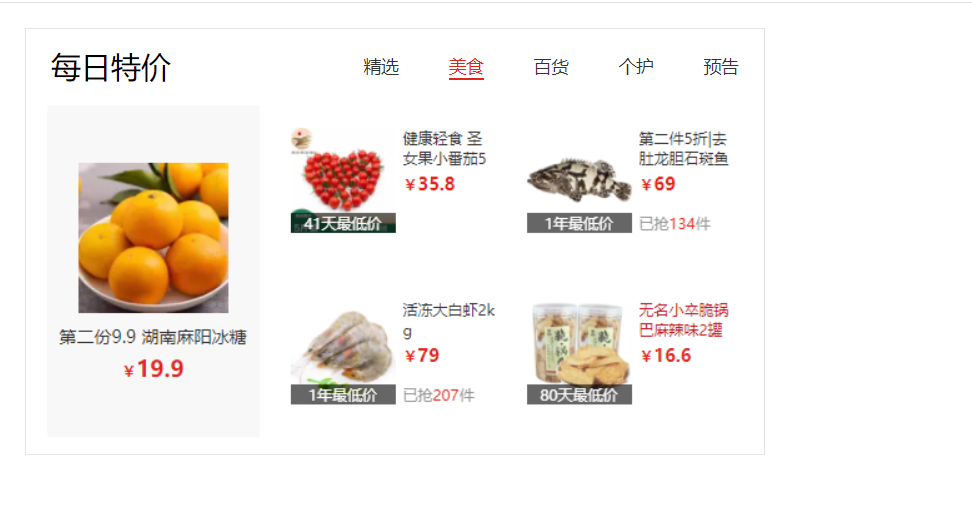 每日特价
精选 美食 百货 个护 预告
第二份9.9 湖南麻阳冰糖
￥19.9
41天最低价
健康轻食 圣
女果小番茄5
￥35.8
1年最低价
第二件5折|去
肚龙胆石斑鱼
￥69
已抢134件
1年最低价
活冻大白虾2k
g
￥79
已抢207件
80天最低价
无名小卒脆锅
巴麻辣味2罐
￥16.6